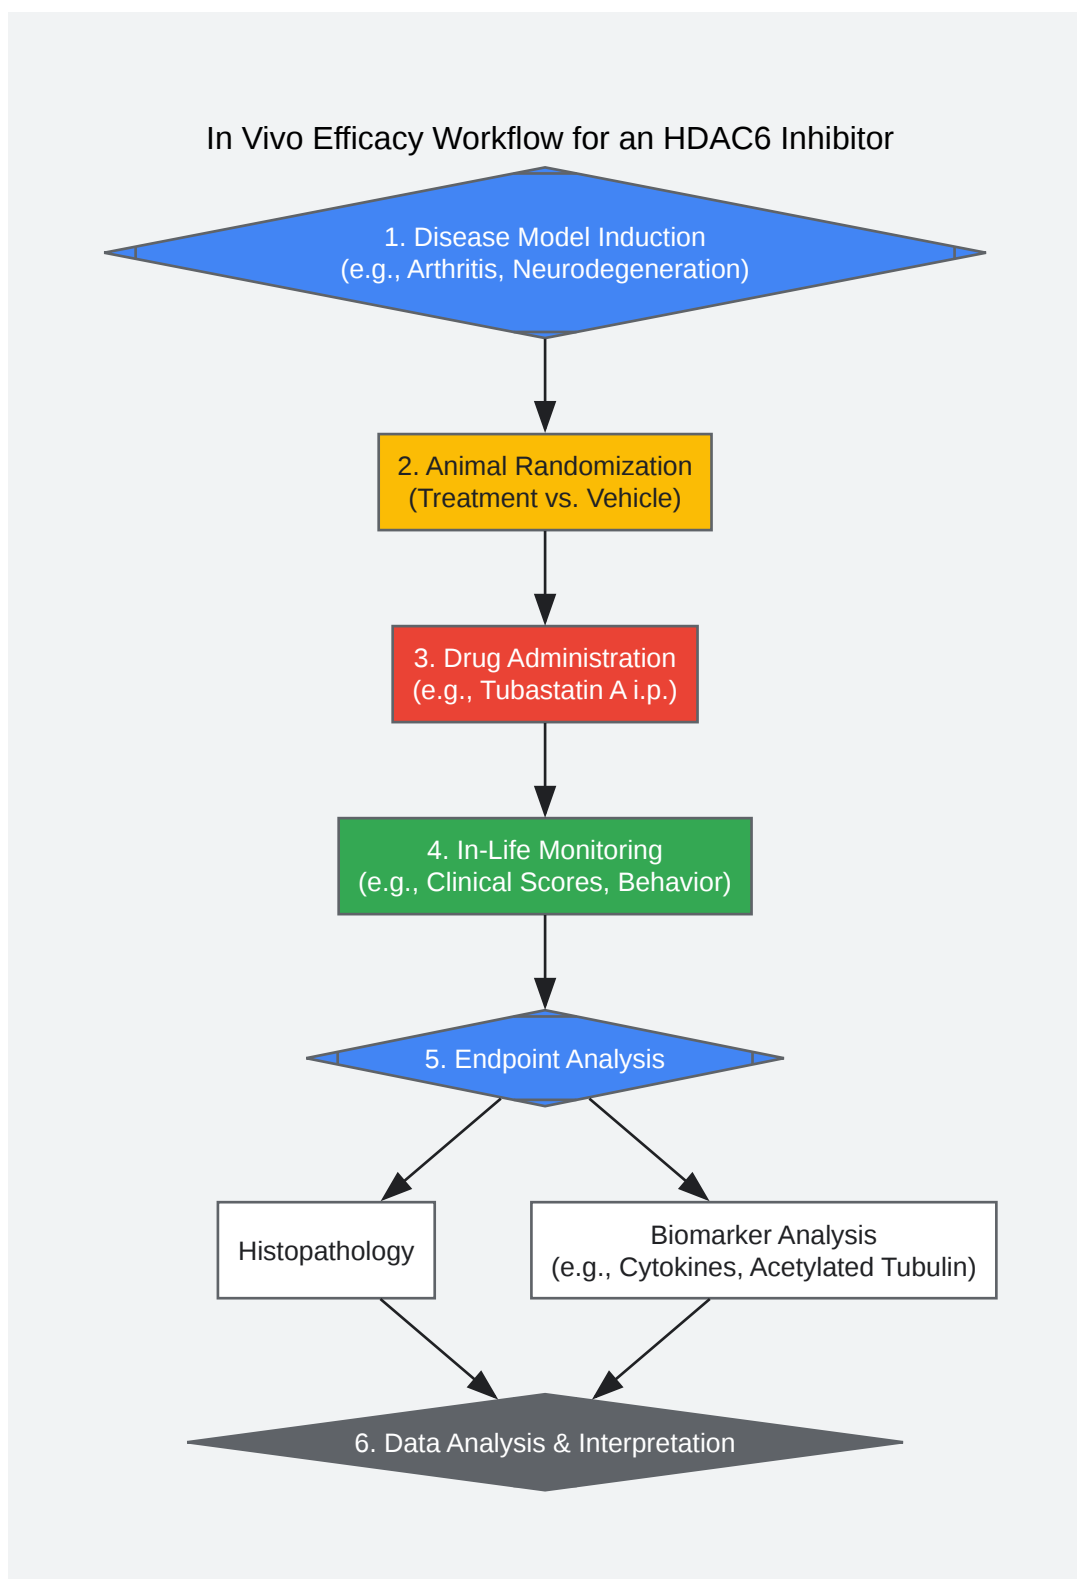 In Vivo Efficacy Workflow for an HDAC6 Inhibitor
1. Disease Model Induction
(e.g., Arthritis, Neurodegeneration)
2. Animal Randomization
(Treatment vs. Vehicle)
3. Drug Administration
(e.g., Tubastatin A i.p.)
4. In-Life Monitoring
(e.g., Clinical Scores, Behavior)
5. Endpoint Analysis
Histopathology
Biomarker Analysis
(e.g., Cytokines, Acetylated Tubulin)
6. Data Analysis & Interpretation